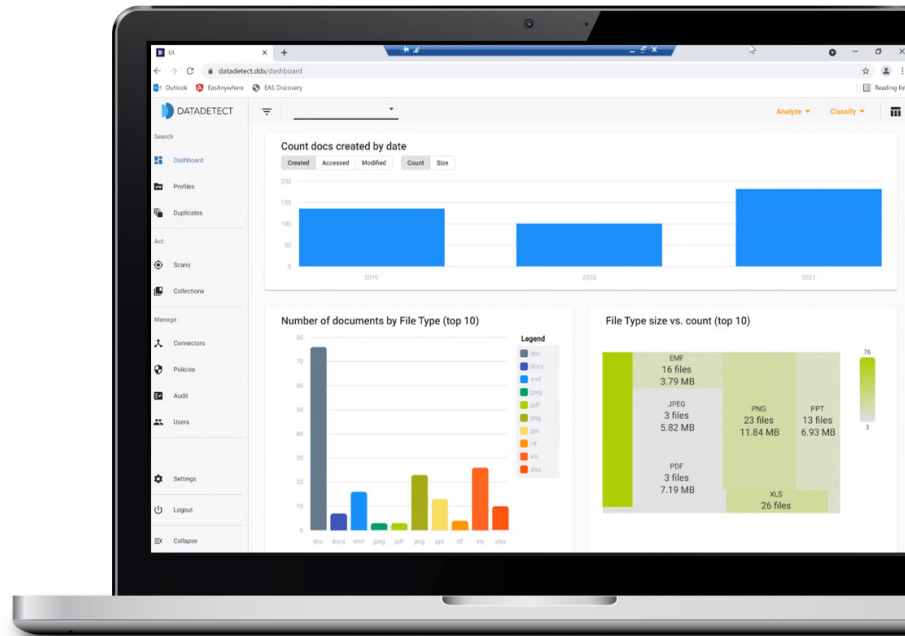 UI
datadetect.ddx/dashboard
Outlook EasAnywhere EAS Discovery
Reading list
DATADETECT
Analyze Classify
Search
Dashboard
Profiles
Duplicates
Act
Scans
Collections
Manage
Connectors
Policies
Audit
Users
Settings
Logout
Collapse
Count docs created by date
Created Accessed Modified Count Size
200
150
100
50
0
2019 2020 2021
Number of documents by File Type (top 10)
80
70
60
50
40
30
20
10
0
doc docx emf jpeg pdf png ppt rtf xls xlsx
Legend
doc
docx
emf
jpeg
pdf
png
ppt
rtf
xls
xlsx
File Type size vs. count (top 10)
EMF
16 files
3.79 MB
JPEG
3 files
5.82 MB
PDF
3 files
7.19 MB
PNG
23 files
11.84 MB
PPT
13 files
6.93 MB
XLS
26 files
76
3